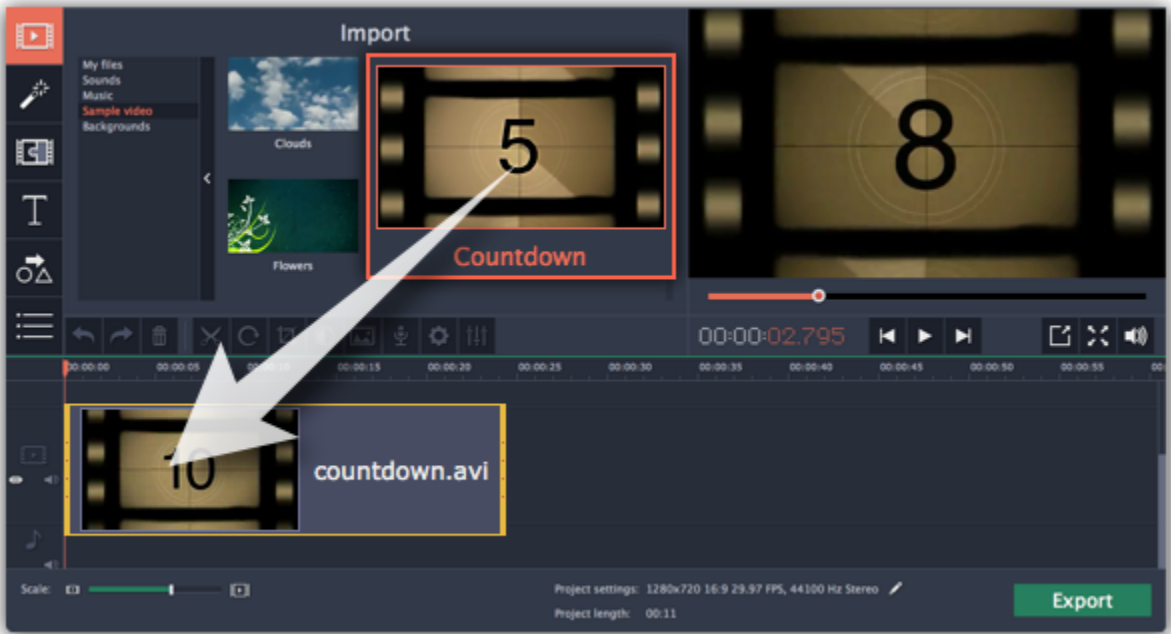 Import
My files
Sounds
Music
Sample video
Backgrounds
Clouds
Flowers
5
Countdown
8
T
00:00:02.795
00:00:00 00:00:05 00:00:10 00:00:15 00:00:20 00:00:25 00:00:30 00:00:35 00:00:40 00:00:45 00:00:50 00:00:55
10
countdown.avi
Scale:
Project settings: 1280x720 16:9 29.97 FPS, 44100 Hz Stereo
Project length: 00:11
Export